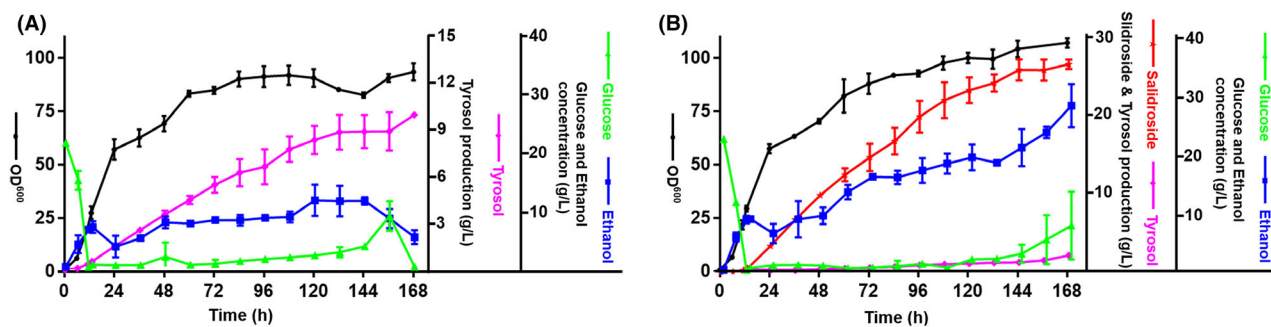 (A)
100
75
50
25
0
OD600
0 24 48 72 96 120 144 168
Time (h)
15
12
9
6
3
Tyrosol production (g/L)
Tyrosol
40
30
20
10
Glucose and Ethanol
concentration (g/L)
Glucose
Ethanol
(B)
100
75
50
25
0
OD600
0 24 48 72 96 120 144 168
Time (h)
30
20
10
0
Slidroside & Tyrosol production (g/L)
Salidroside
Tyrosol
40
30
20
10
Glucose and Ethanol
concentration (g/L)
Glucose
Ethanol